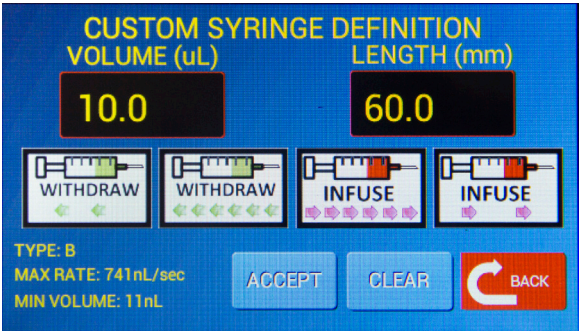 CUSTOM SYRINGE DEFINITION
VOLUME (uL)
LENGTH (mm)
10.0
60.0
WITHDRAW
WITHDRAW
INFUSE
INFUSE
TYPE: B
MAX RATE: 741nL/sec
MIN VOLUME: 11nL
ACCEPT
CLEAR
BACK